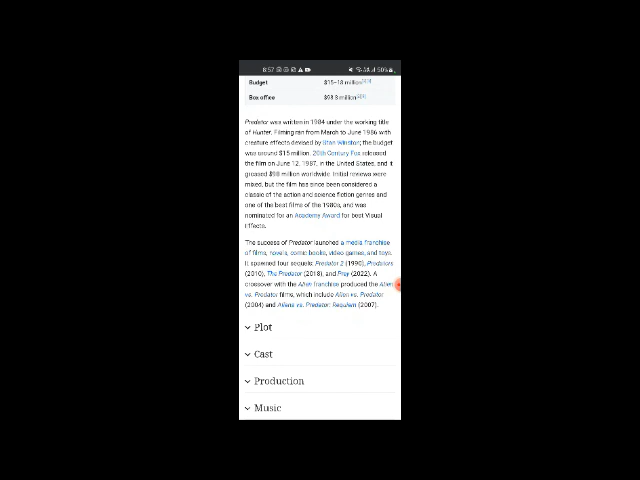 8:57
50%
Budget $15–18 million
Box office $98.3 million
Predator was written in 1984 under the working title
of Hunter. Filming ran from March to June 1986 with
creature effects devised by Stan Winston; the budget
was around $15 million. 20th Century Fox released
the film on June 12, 1987, in the United States, and it
grossed $98 million worldwide. Initial reviews were
mixed, but the film has since been considered a
classic of the action and science fiction genres and
one of the best films of the 1980s, and was
nominated for an Academy Award for best Visual
Effects.
The success of Predator launched a media franchise
of films, novels, comic books, video games, and toys.
It spawned four sequels: Predator 2 (1990), Predators
(2010), The Predator (2018), and Prey (2022). A
crossover with the Alien franchise produced the Alien
vs. Predator films, which include Alien vs. Predator
(2004) and Aliens vs. Predator: Requiem (2007).
Plot
Cast
Production
Music